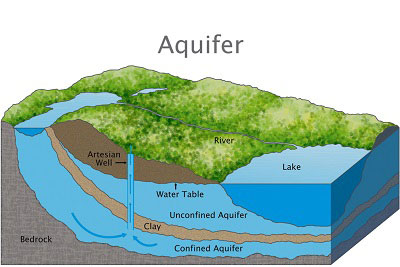 Aquifer
River
Artesian
Well
Lake
Water Table
Unconfined Aquifer
Clay
Bedrock
Confined Aquifer